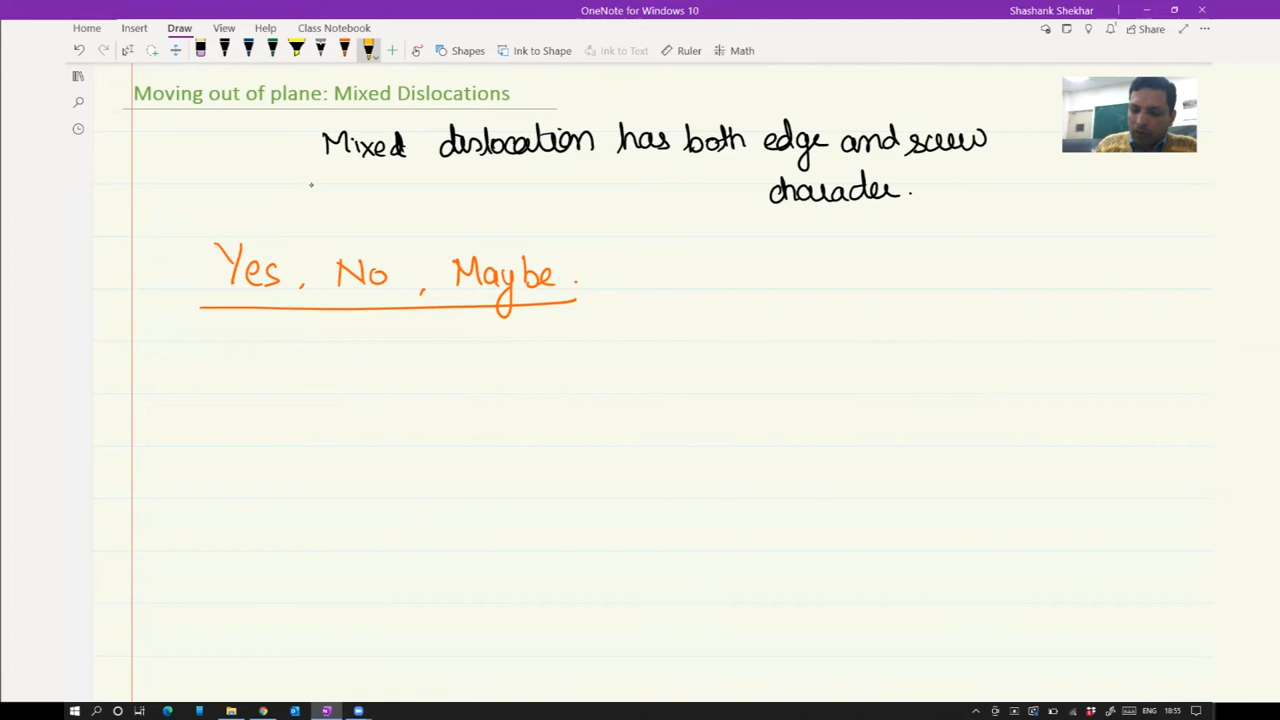 OneNote for Windows 10
Shashank Shekhar
Home Insert Draw View Help Class Notebook
Share
Shapes Ink to Shape Ink to Text Ruler Math
Moving out of plane: Mixed Dislocations
Mixed dislocation has both edge and screw
character.
Yes, No, Maybe.
ENG 18:55